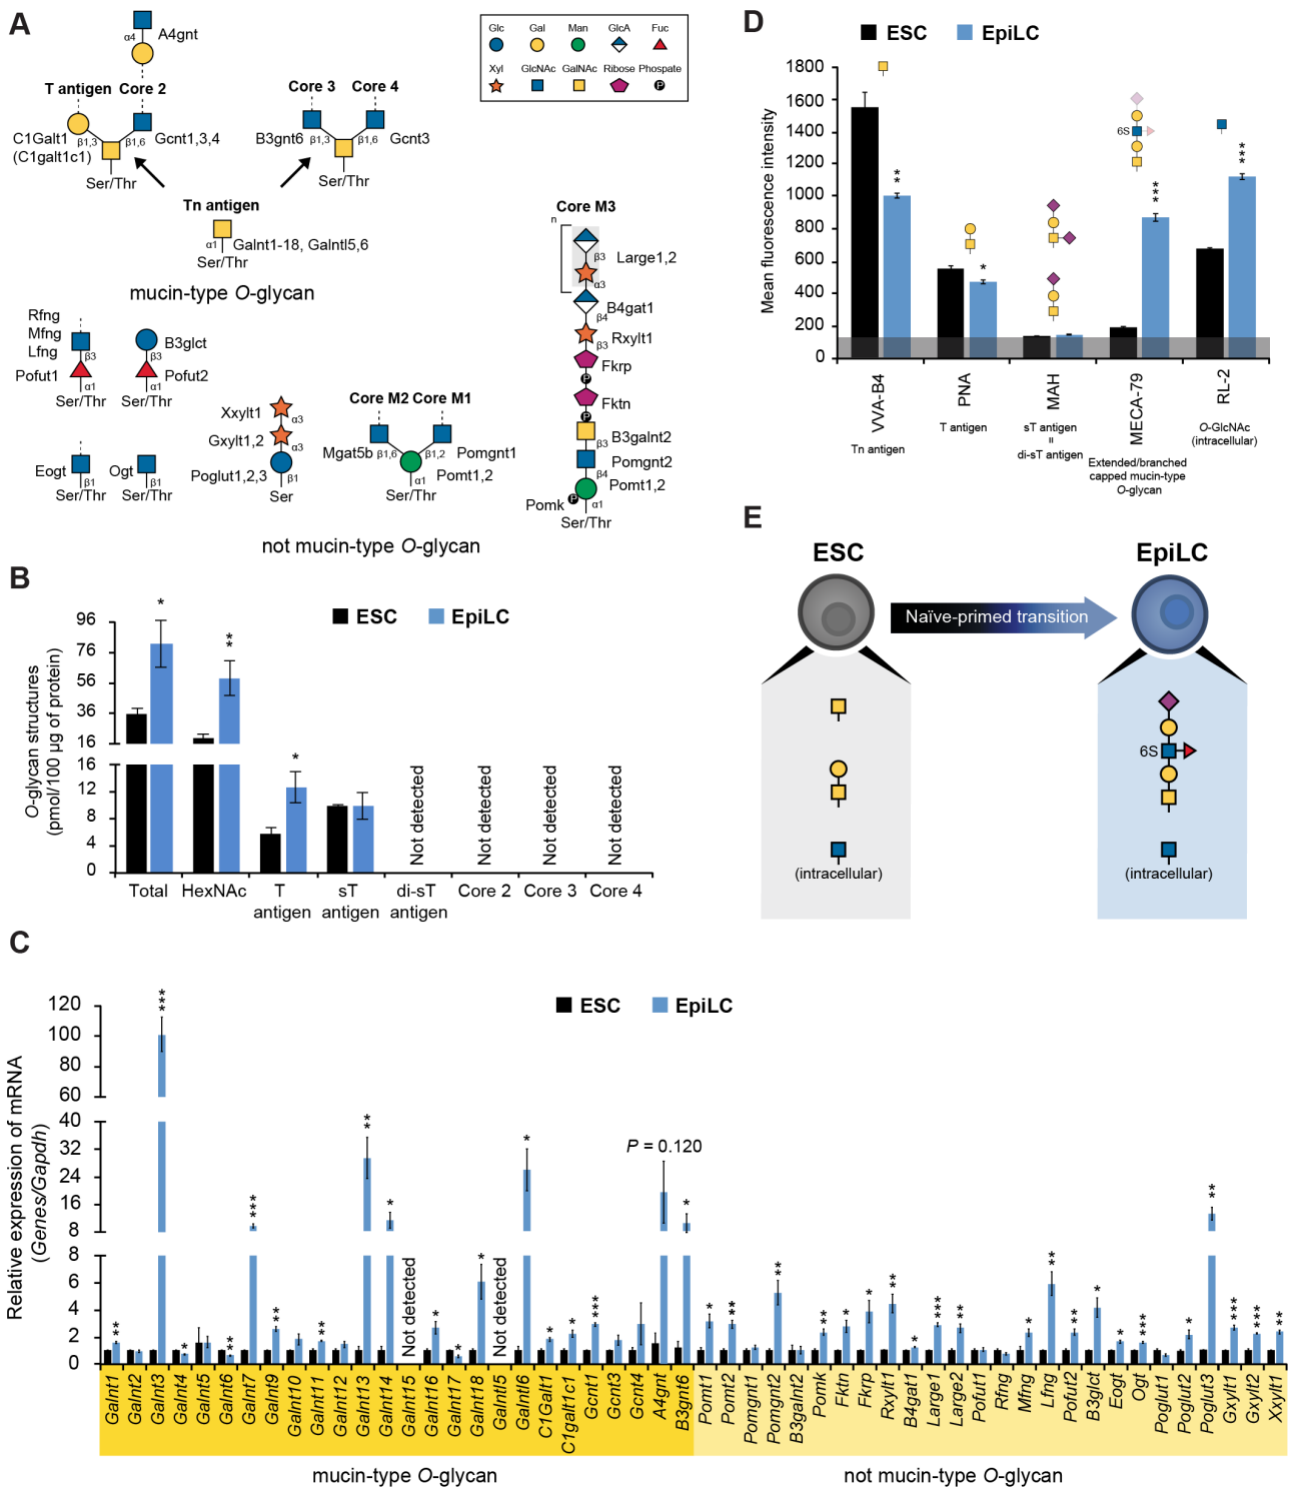 A
A4gnt
α4
T antigen Core 2
C1Galt1
(C1galt1c1)
β1,3
β1,6
Gcnt1,3,4
Ser/Thr
Core 3 Core 4
B3gnt6
β1,3
β1,6
Gcnt3
Ser/Thr
Tn antigen
α1
Galnt1-18, Galntl5,6
Ser/Thr
mucin-type O-glycan
Glc Gal Man GlcA Fuc
Xyl GlcNAc GalNAc Ribose Phospate
P
Rfng
Mfng
Lfng
β3
Pofut1
α1
Ser/Thr
B3glct
β3
Pofut2
α1
Ser/Thr
Eogt
β1
Ser/Thr
Ogt
β1
Ser/Thr
Xxylt1
α3
Gxylt1,2
α3
Poglut1,2,3
β1
Ser
Core M2 Core M1
Mgat5b
β1,6
β1,2
Pomgnt1
Pomt1,2
α1
Ser/Thr
Core M3
n
β3
Large1,2
α3
B4gat1
β4
Rxylt1
β3
Fkrp
P
Fktn
P
B3galnt2
β3
Pomgnt2
β4
Pomt1,2
Pomk
P
α1
Ser/Thr
not mucin-type O-glycan
B
ESC EpiLC
O-glycan structures
(pmol/100 µg of protein)
96
76
56
36
16
16
12
8
4
0
*
**
*
Not detected
Not detected
Not detected
Not detected
Total HexNAc T antigen sT antigen di-sT antigen Core 2 Core 3 Core 4
C
ESC EpiLC
Relative expression of mRNA
(Genes/Gapdh)
120
100
80
60
40
32
24
16
8
8
6
4
2
0
P = 0.120
Not detected
Not detected
Galnt1
Galnt2
Galnt3
Galnt4
Galnt5
Galnt6
Galnt7
Galnt9
Galnt10
Galnt11
Galnt12
Galnt13
Galnt14
Galnt15
Galnt16
Galnt17
Galnt18
Galntl5
Galntl6
C1Galt1
C1galt1c1
Gcnt1
Gcnt3
Gcnt4
A4gnt
B3gnt6
Pomt1
Pomt2
Pomgnt1
Pomgnt2
B3galnt2
Pomk
Fktn
Fkrp
Rxylt1
B4gat1
Large1
Large2
Pofut1
Rfng
Mfng
Lfng
Pofut2
B3glct
Eogt
Ogt
Poglut1
Poglut2
Poglut3
Gxylt1
Gxylt2
Xxylt1
mucin-type O-glycan
not mucin-type O-glycan
D
ESC EpiLC
Mean fluorescence intensity
1800
1600
1400
1200
1000
800
600
400
200
0
**
*
6S
***
***
VVA-B4
Tn antigen
PNA
T antigen
MAH
sT antigen
=
di-sT antigen
MECA-79
Extended/branched
capped mucin-type
O-glycan
RL-2
O-GlcNAc
(intracellular)
E
ESC
Naïve-primed transition
EpiLC
(intracellular)
6S
(intracellular)